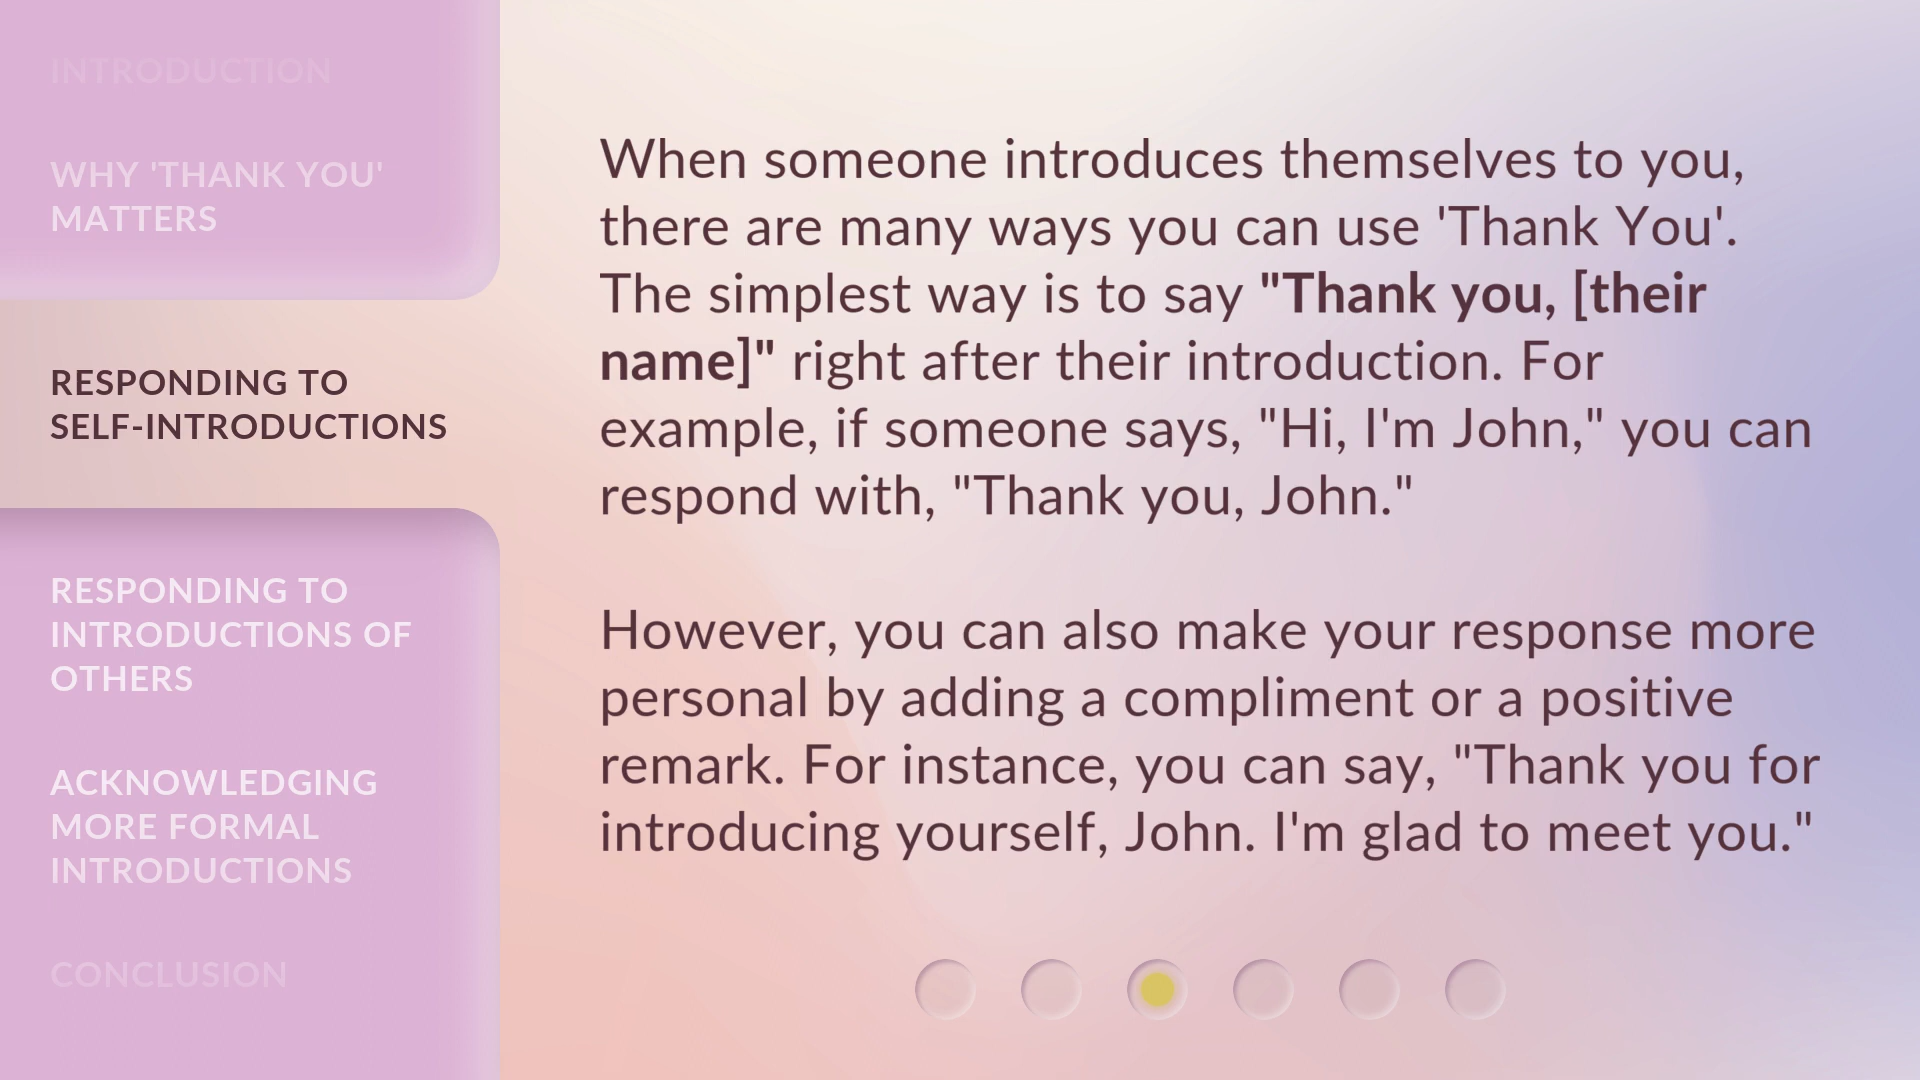 INTRODUCTION
WHY 'THANK YOU'
MATTERS
RESPONDING TO
SELF-INTRODUCTIONS
RESPONDING TO
INTRODUCTIONS OF
OTHERS
ACKNOWLEDGING
MORE FORMAL
INTRODUCTIONS
CONCLUSION
When someone introduces themselves to you,
there are many ways you can use 'Thank You'.
The simplest way is to say "Thank you, [their
name]" right after their introduction. For
example, if someone says, "Hi, I'm John," you can
respond with, "Thank you, John."
However, you can also make your response more
personal by adding a compliment or a positive
remark. For instance, you can say, "Thank you for
introducing yourself, John. I'm glad to meet you."